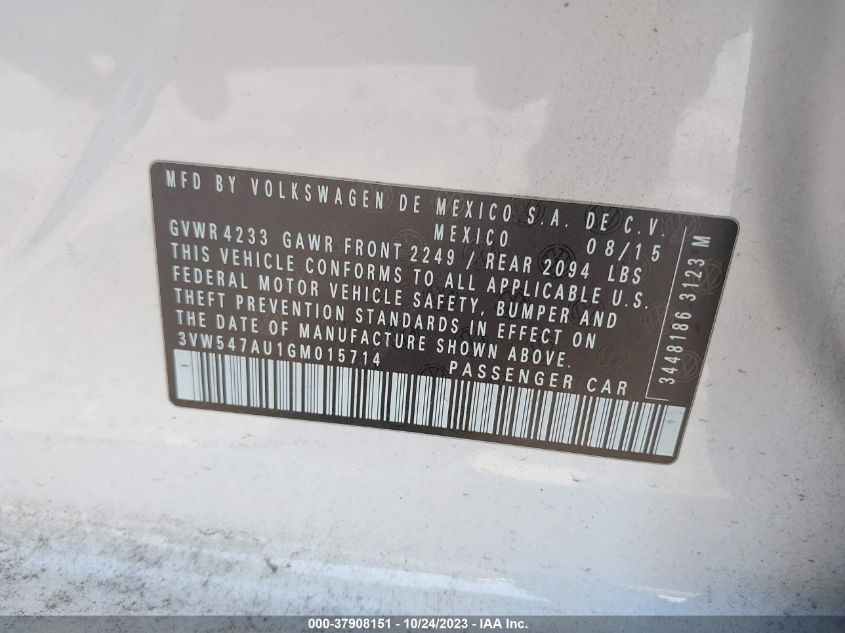 MFD BY VOLKSWAGEN DE MEXICO S.A. DE C.V.
MEXICO 08/15
GVWR 4233 GAWR FRONT 2249 / REAR 2094 LBS
THIS VEHICLE CONFORMS TO ALL APPLICABLE U.S.
FEDERAL MOTOR VEHICLE SAFETY, BUMPER AND
THEFT PREVENTION STANDARDS IN EFFECT ON
THE DATE OF MANUFACTURE SHOWN ABOVE.
3VW547AU1GM015714 PASSENGER CAR
3448186 3123 M
000-37908151 - 10/24/2023 - IAA Inc.